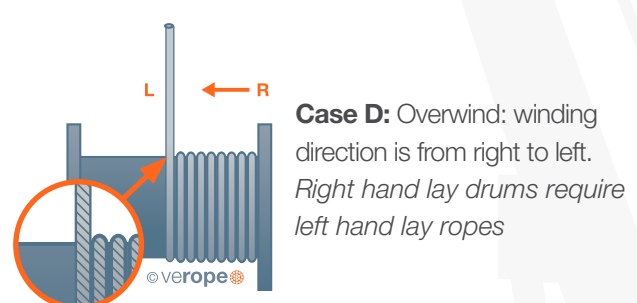 L R
Case D: Overwind: winding
direction is from right to left.
Right hand lay drums require
left hand lay ropes
©verope